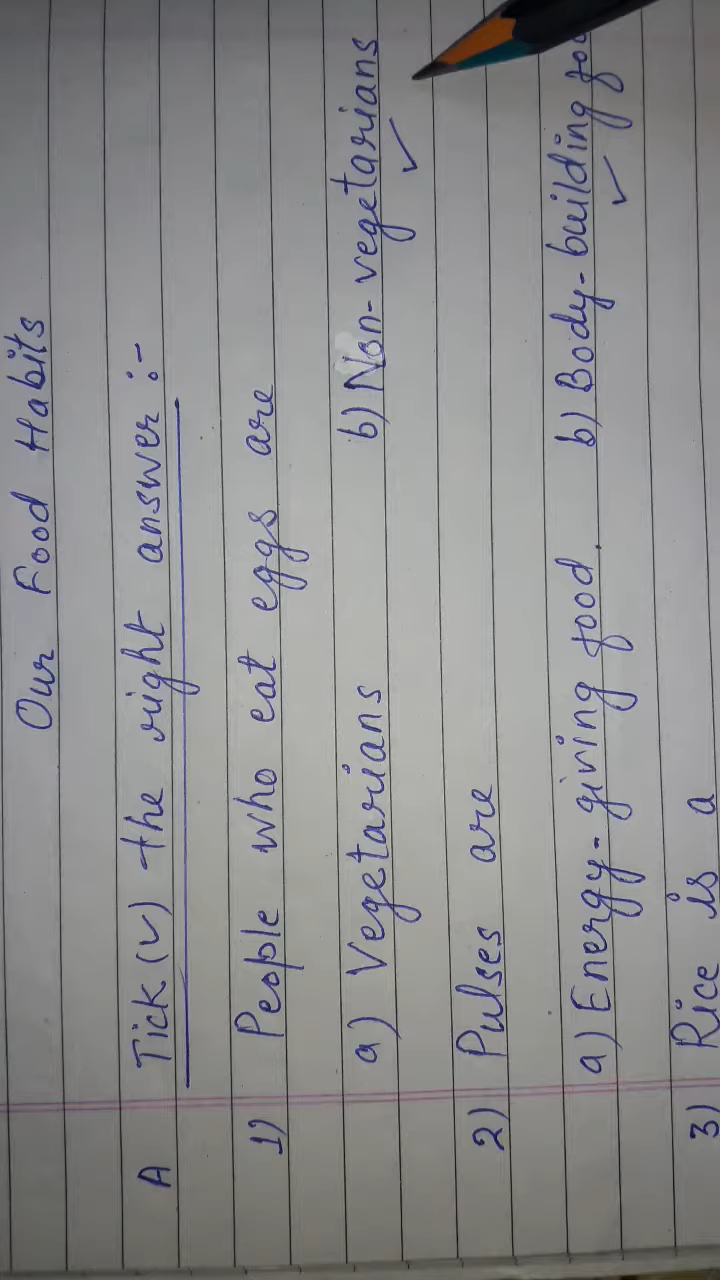 Our Food Habits
A Tick (✓) the right answer :-
1) People who eat eggs are
a) Vegetarians b) Non-vegetarians ✓
2) Pulses are
a) Energy-giving food. b) Body-building ✓
3) Rice is a